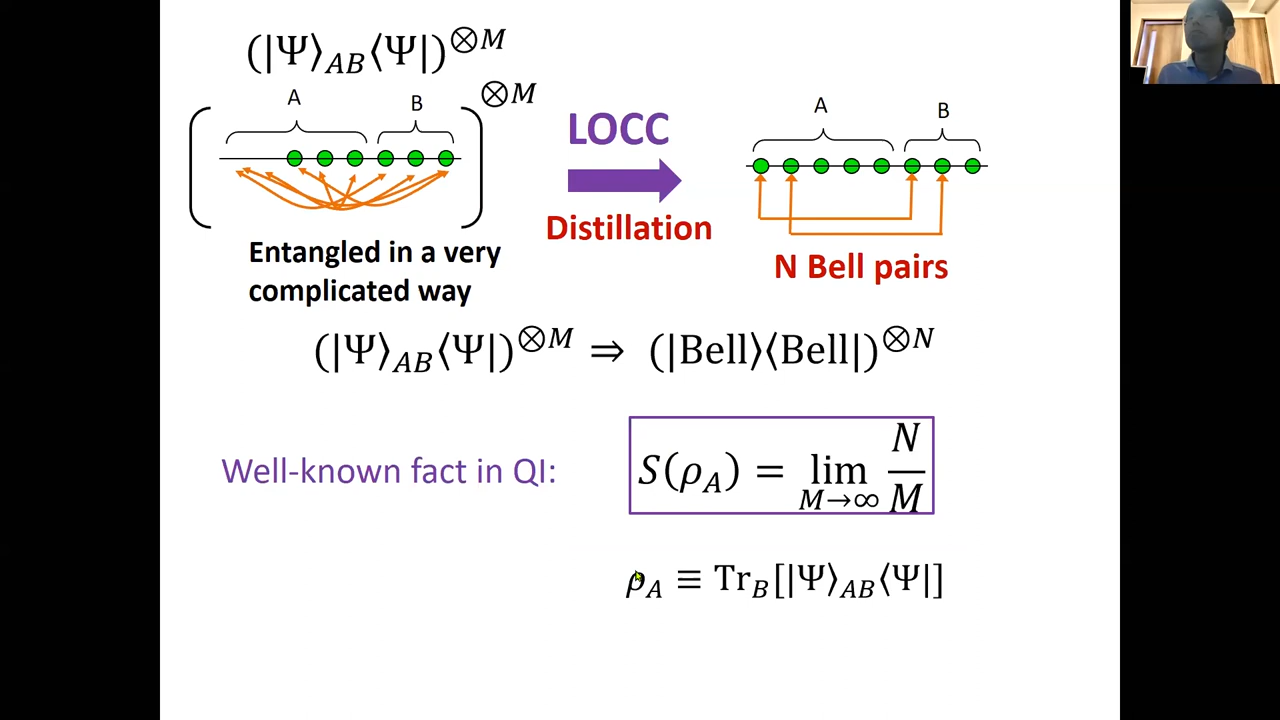 (|Ψ⟩_AB⟨Ψ|)^⊗M
A B ⊗M
LOCC
A B
Distillation
Entangled in a very
complicated way
N Bell pairs
(|Ψ⟩_AB⟨Ψ|)^⊗M ⇒ (|Bell⟩⟨Bell|)^⊗N
Well-known fact in QI: S(ρ_A) = lim_{M→∞} N/M
ρ_A ≡ Tr_B[|Ψ⟩_AB⟨Ψ|]